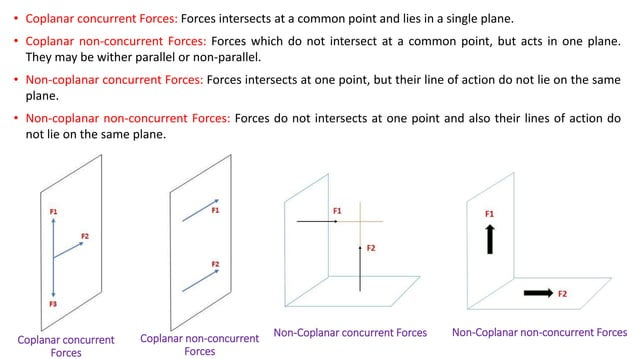 • Coplanar concurrent Forces: Forces intersects at a common point and lies in a single plane.
• Coplanar non-concurrent Forces: Forces which do not intersect at a common point, but acts in one plane.
They may be wither parallel or non-parallel.
• Non-coplanar concurrent Forces: Forces intersects at one point, but their line of action do not lie on the same
plane.
• Non-coplanar non-concurrent Forces: Forces do not intersects at one point and also their lines of action do
not lie on the same plane.
F1
F2
F3
Coplanar concurrent
Forces
F1
F2
Coplanar non-concurrent
Forces
F1
F2
Non-Coplanar concurrent Forces
F1
F2
Non-Coplanar non-concurrent Forces